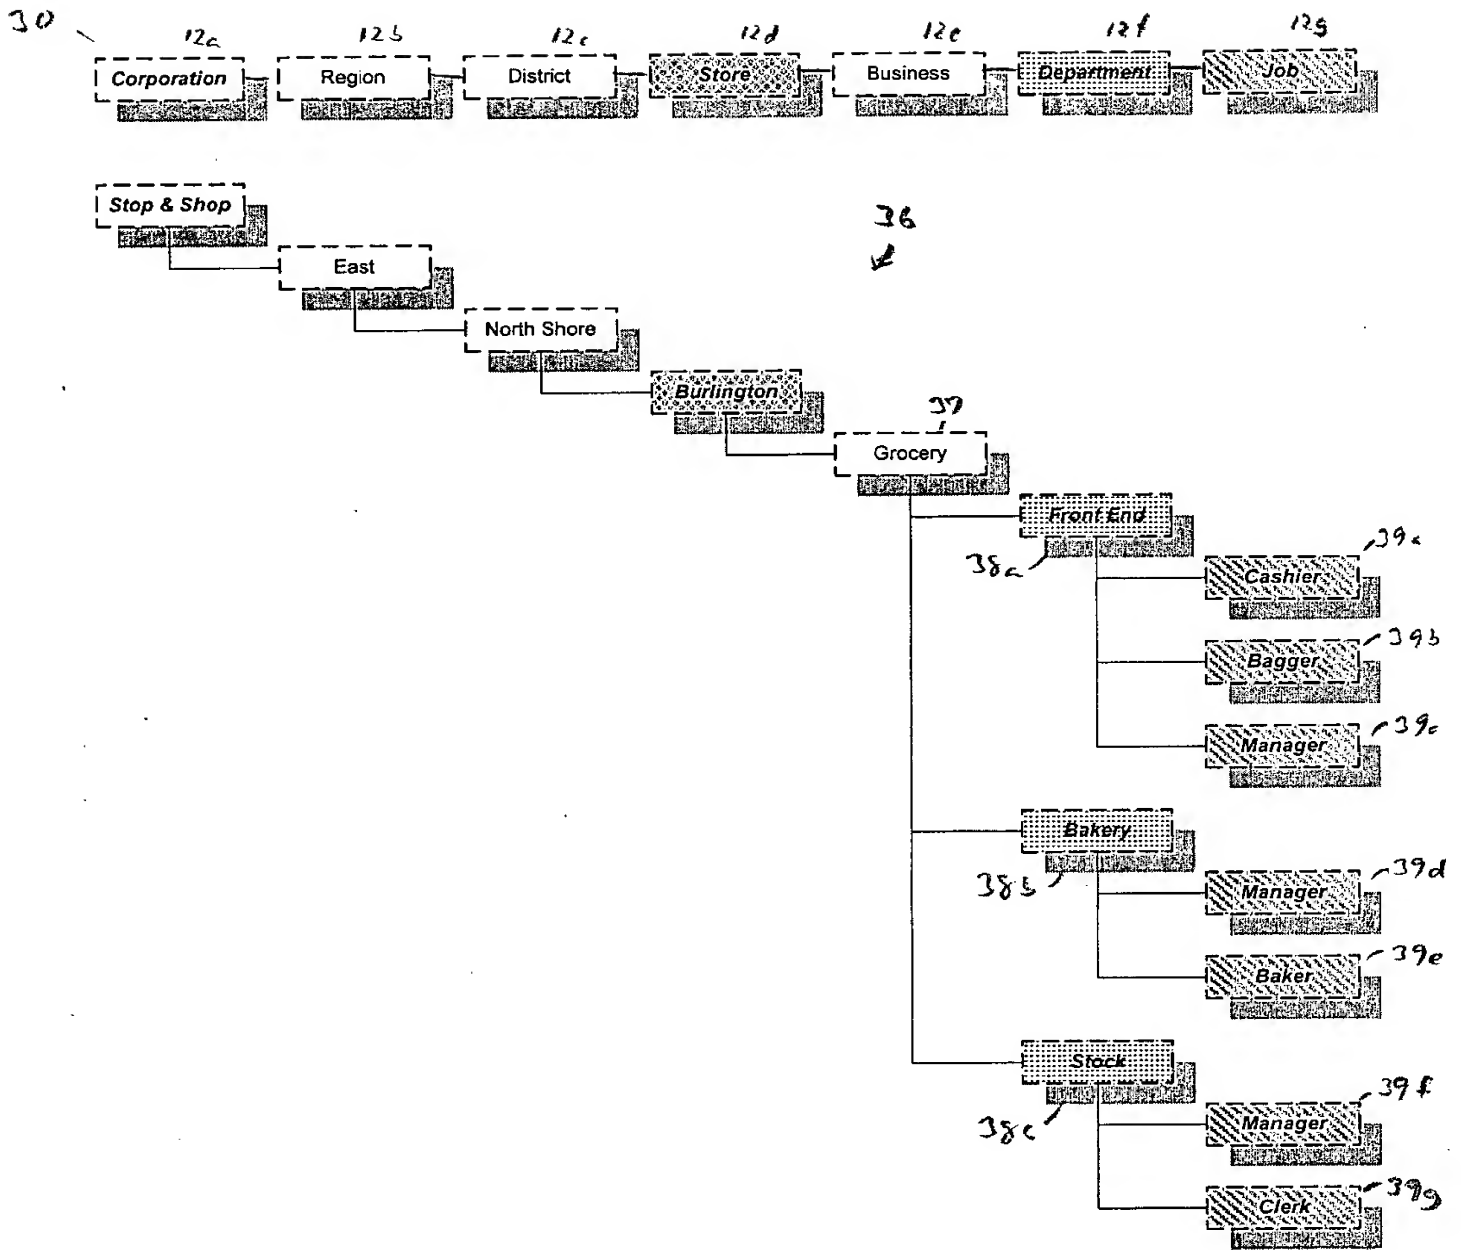 30
12a 12b 12c 12d 12e 12f 12g
Corporation Region District Store Business Department Job
Stop & Shop
36
East
North Shore
Burlington
37
Grocery
Front End
38a
39a
Cashier
39b
Bagger
39c
Manager
Bakery
38b
39d
Manager
39e
Baker
Stock
38c
39f
Manager
39g
Clerk